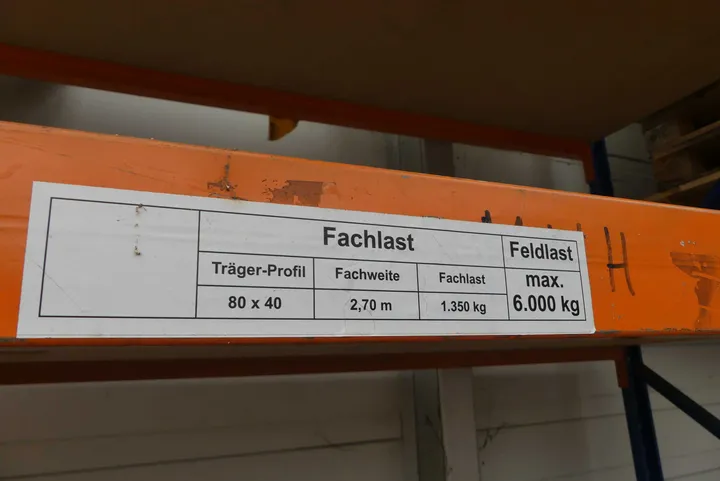 Fachlast
Feldlast
Träger-Profil Fachweite Fachlast max.
80 x 40 2,70 m 1.350 kg 6.000 kg